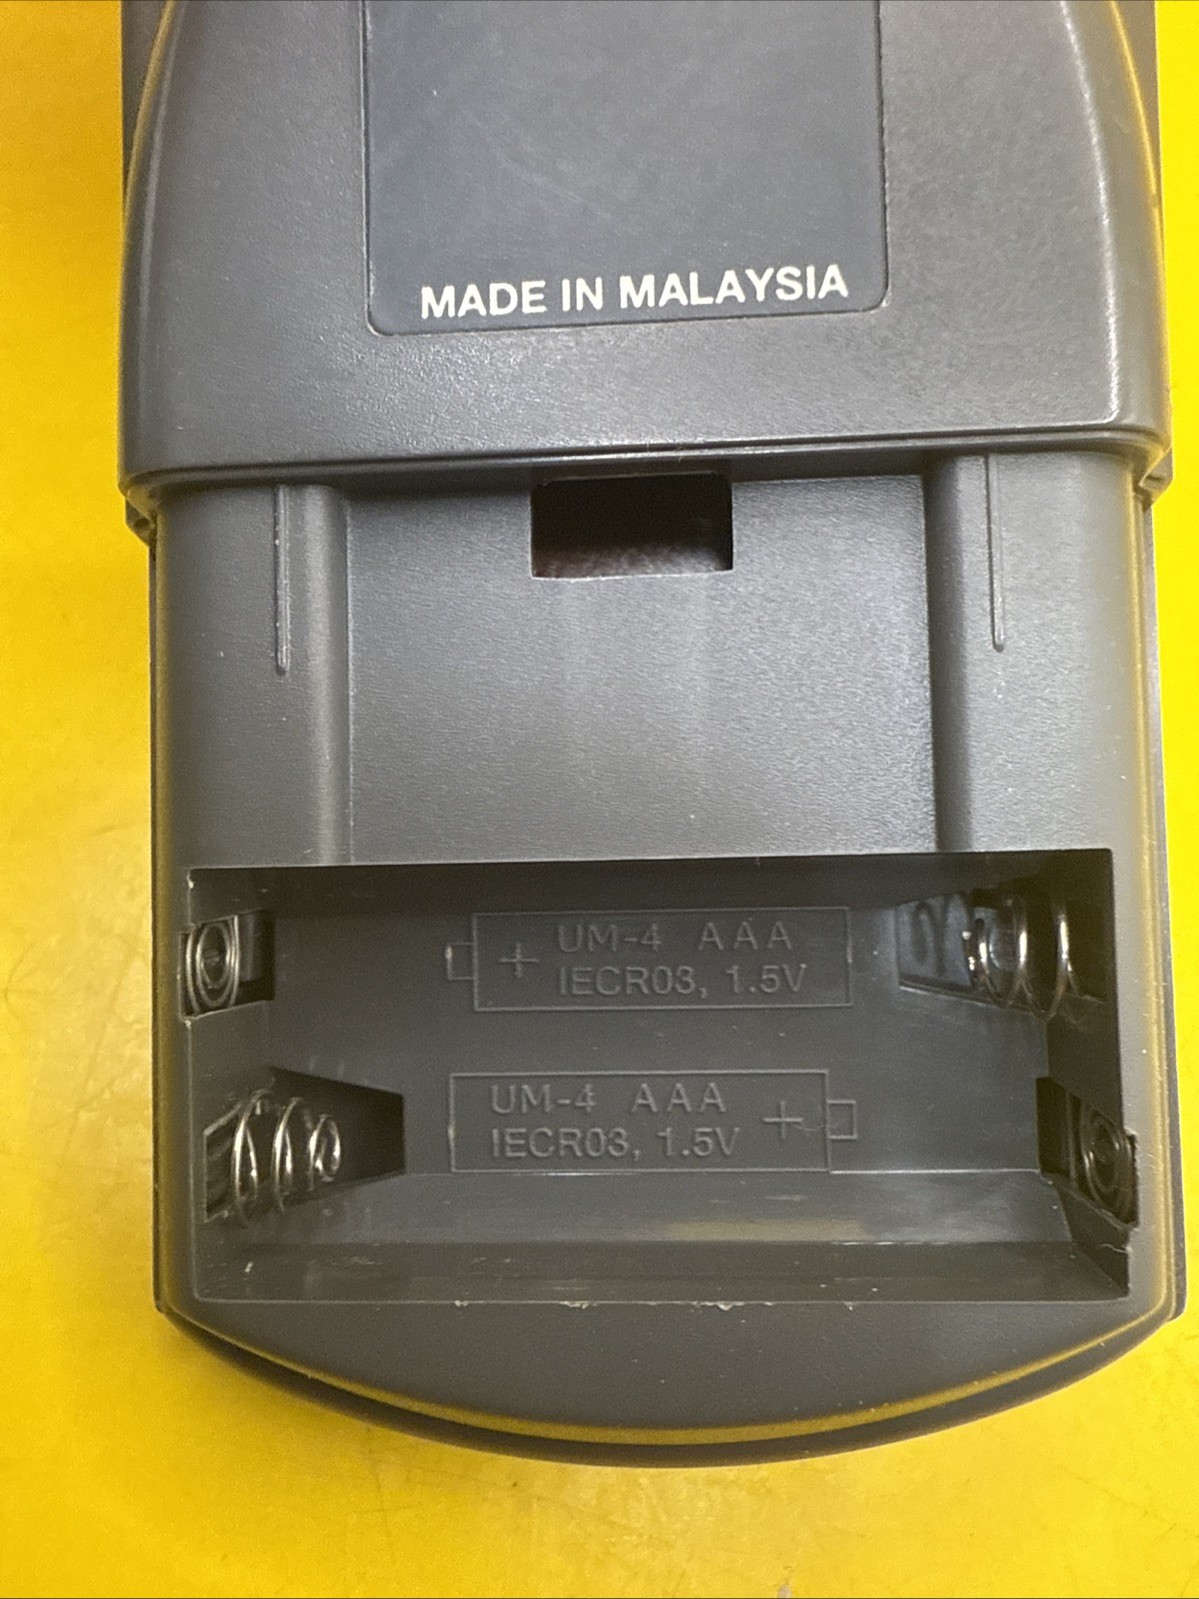 MADE IN MALAYSIA
+ UM-4 AAA
IECR03, 1.5V
UM-4 AAA +
IECR03, 1.5V